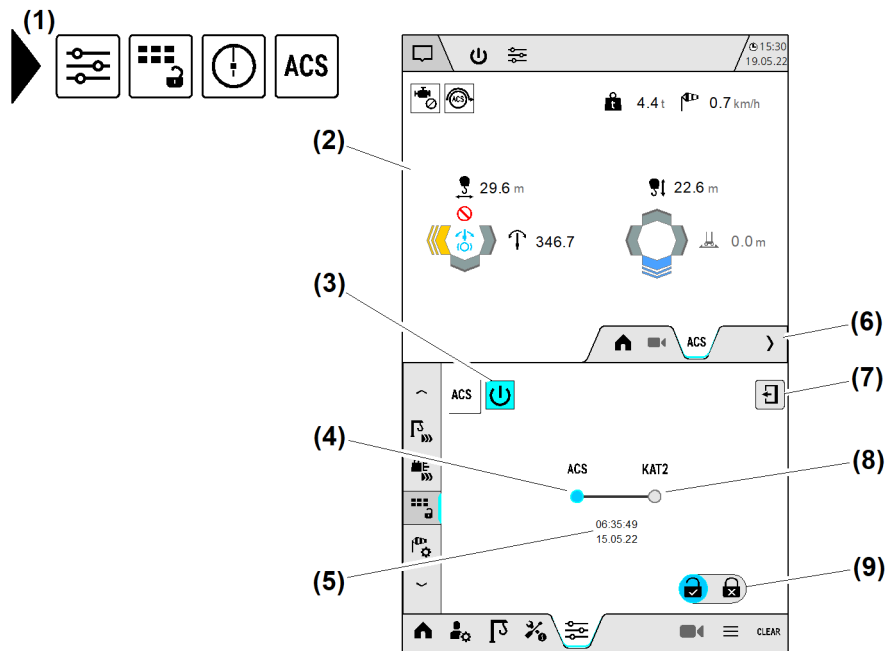 (1)
ACS
15:30
19.05.22
ACS
t
4.4 t
0.7 km/h
(2)
29.6 m
22.6 m
346.7
0.0 m
(3)
(6)
ACS
(7)
ACS
(4)
ACS
KAT2
(8)
06:35:49
15.05.22
(5)
(9)
CLEAR